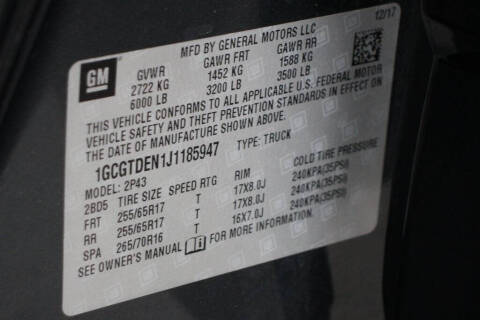 12/17
MFD BY GENERAL MOTORS LLC
GM GVWR GAWR FRT GAWR RR
2722 KG 1452 KG 1588 KG
6000 LB 3200 LB 3500 LB
THIS VEHICLE CONFORMS TO ALL APPLICABLE U.S. FEDERAL MOTOR
VEHICLE SAFETY AND THEFT PREVENTION STANDARDS IN EFFECT ON
THE DATE OF MANUFACTURE SHOWN ABOVE.
1GCGTDEN1J1185947 TYPE: TRUCK
MODEL: 2P43
2BD5 TIRE SIZE SPEED RTG RIM COLD TIRE PRESSURE
FRT 255/65R17 T 17X8.0J 240KPA(35PSI)
RR 255/65R17 T 17X8.0J 240KPA(35PSI)
SPA 265/70R16 T 16X7.0J 240KPA(35PSI)
SEE OWNER'S MANUAL FOR MORE INFORMATION.